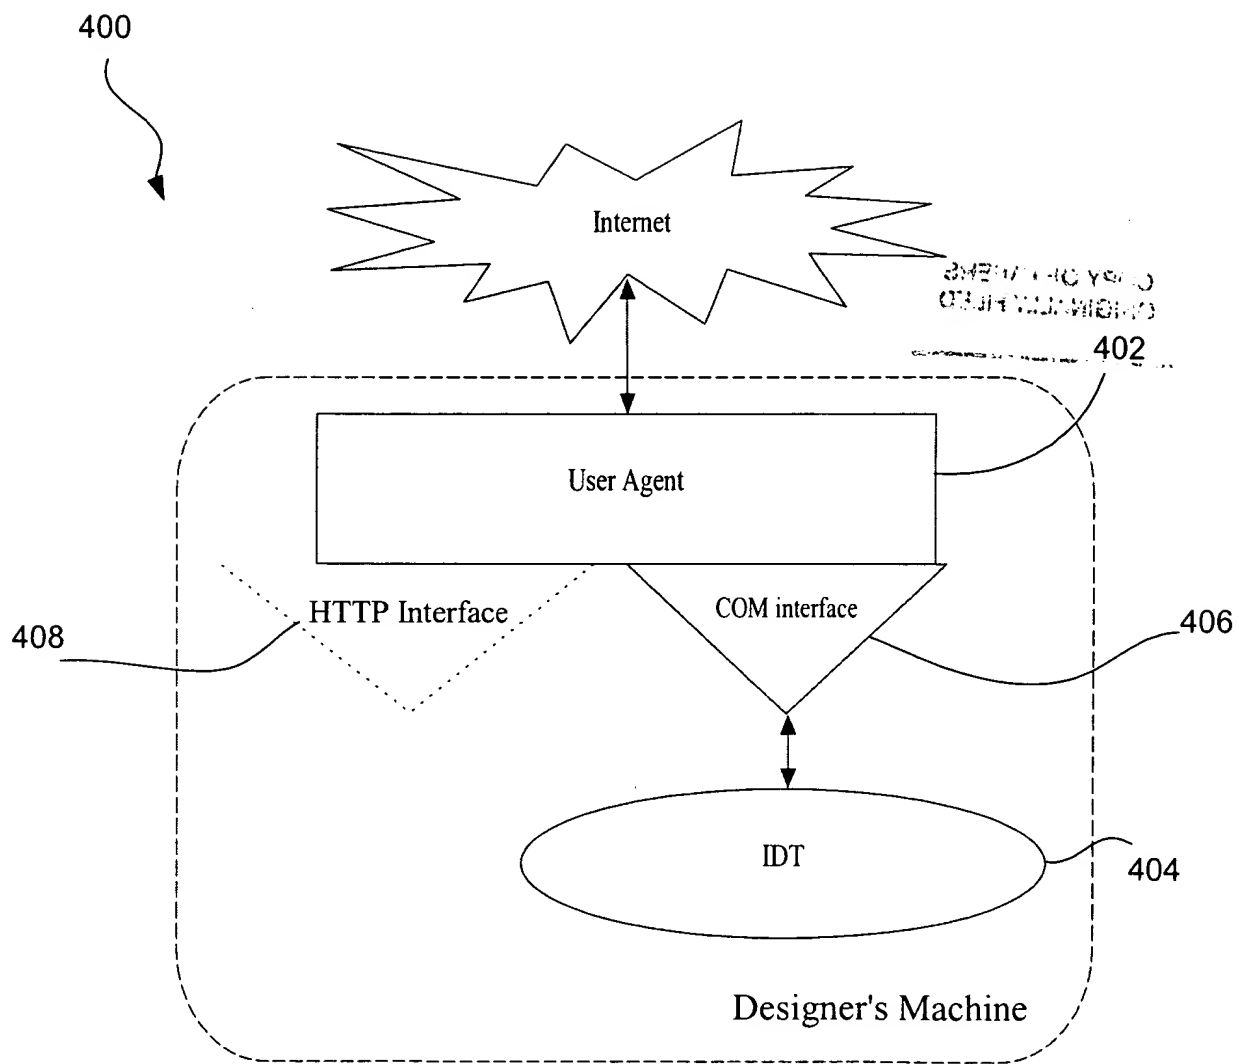 400
Internet
402
User Agent
HTTP Interface
COM interface
408
406
IDT
404
Designer's Machine